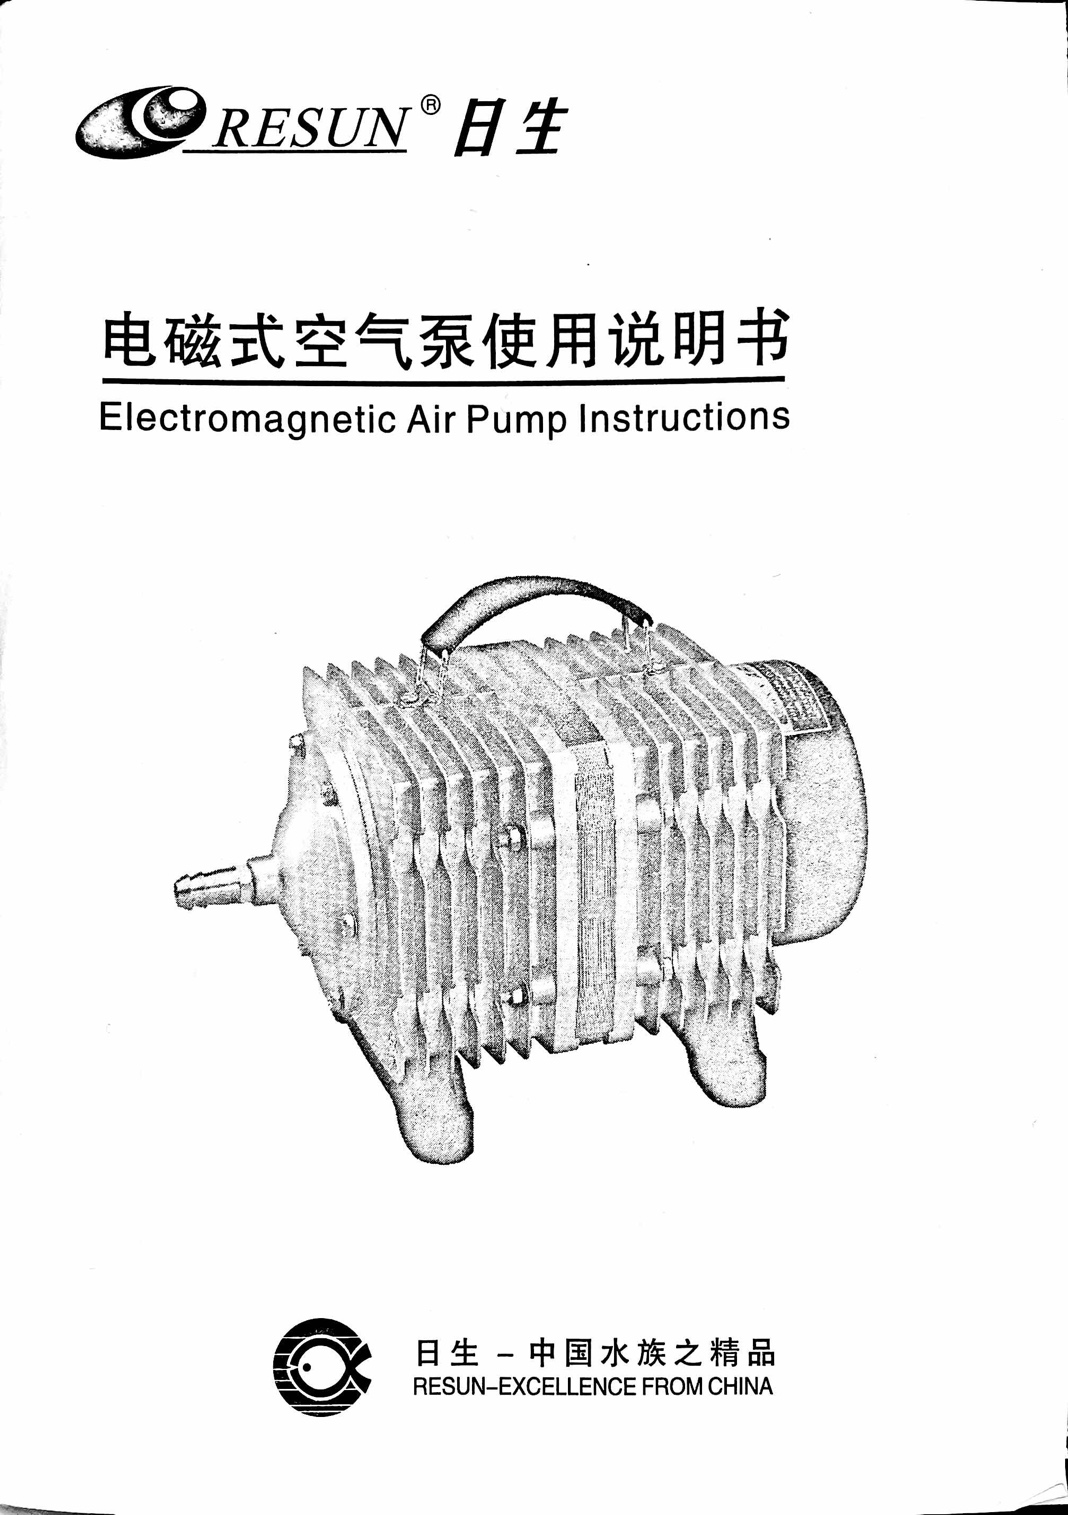 RESUN® 日生
电磁式空气泵使用说明书
Electromagnetic Air Pump Instructions
日生-中国水族之精品
RESUN-EXCELLENCE FROM CHINA